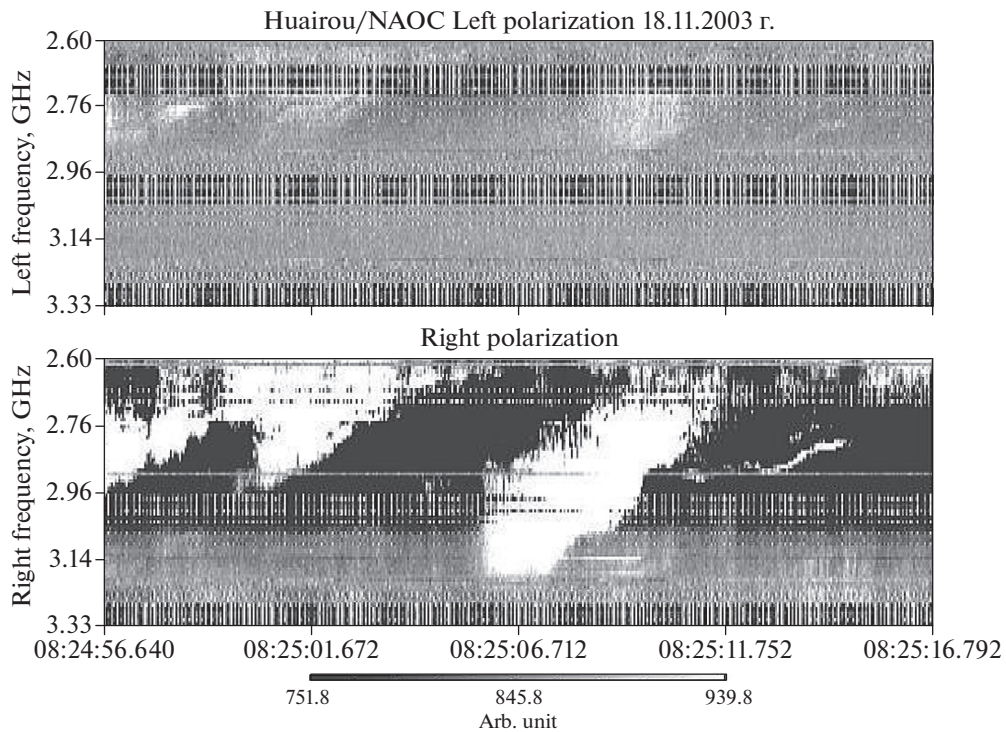 Huairou/NAOC Left polarization 18.11.2003 г.
Left frequency, GHz
2.60
2.76
2.96
3.14
3.33
Right polarization
Right frequency, GHz
2.60
2.76
2.96
3.14
3.33
08:24:56.640 08:25:01.672 08:25:06.712 08:25:11.752 08:25:16.792
751.8 845.8 939.8
Arb. unit